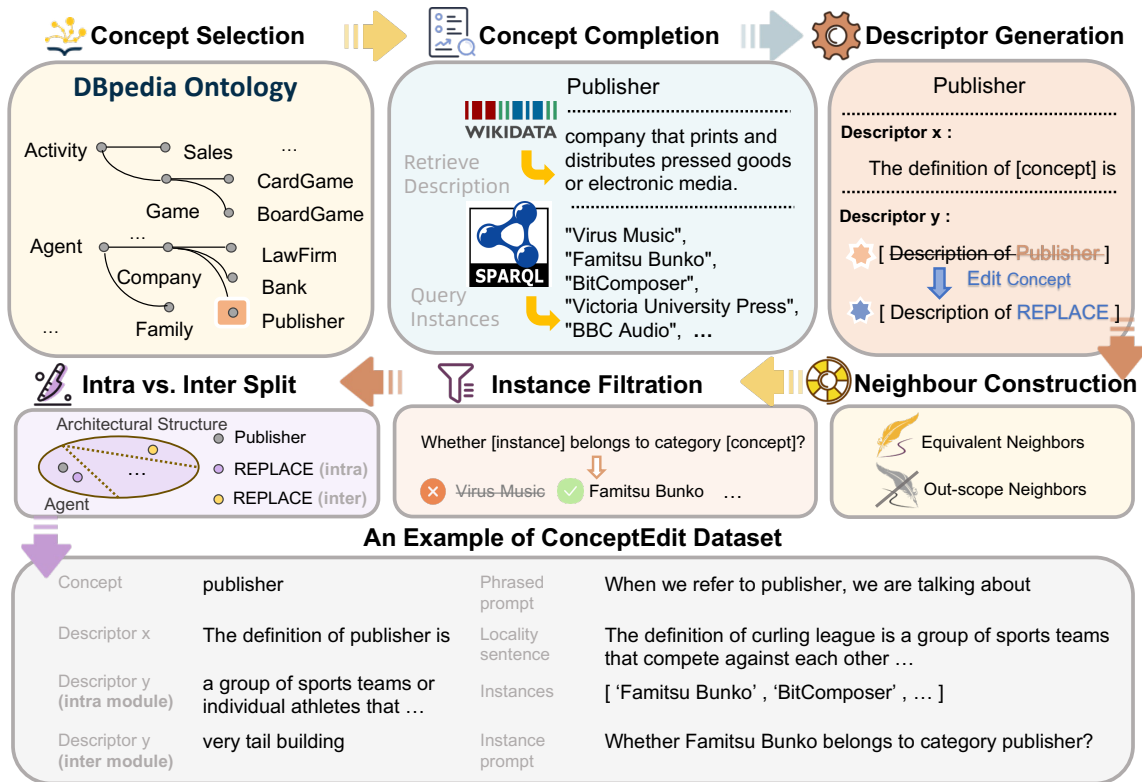 Concept Selection
Concept Completion
Descriptor Generation
DBpedia Ontology
Activity
Sales
...
CardGame
Game
BoardGame
Agent
...
LawFirm
Company
Bank
Publisher
...
Family
Publisher
WIKIDATA
Retrieve
Description
company that prints and
distributes pressed goods
or electronic media.
SPARQL
Query
Instances
"Virus Music",
"Famitsu Bunko",
"BitComposer",
"Victoria University Press",
"BBC Audio", ...
Publisher
Descriptor x :
The definition of [concept] is
Descriptor y :
[ Description of Publisher ]
Edit Concept
[ Description of REPLACE ]
Intra vs. Inter Split
Instance Filtration
Neighbour Construction
Architectural Structure
...
Agent
Publisher
REPLACE (intra)
REPLACE (inter)
Whether [instance] belongs to category [concept]?
Virus Music
Famitsu Bunko ...
Equivalent Neighbors
Out-scope Neighbors
An Example of ConceptEdit Dataset
Concept
publisher
Descriptor x
The definition of publisher is
Descriptor y
(intra module)
a group of sports teams or
individual athletes that ...
Descriptor y
(inter module)
very tail building
Phrased
prompt
When we refer to publisher, we are talking about
Locality
sentence
The definition of curling league is a group of sports teams
that compete against each other ...
Instances
[ ‘Famitsu Bunko’ , ‘BitComposer’ , ... ]
Instance
prompt
Whether Famitsu Bunko belongs to category publisher?